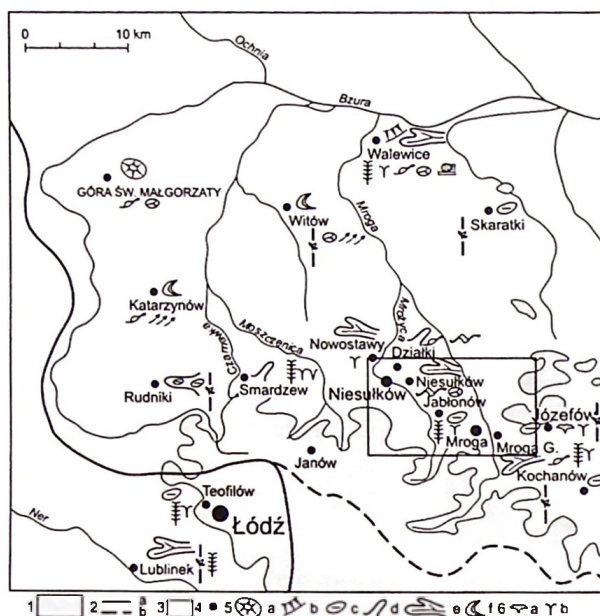 0 10 km
Ochnia
Bzura
Walewice
GÓRA ŚW. MAŁGORZATY
Witów
Mroga
Skaratki
Katarzynów
Mrożyca
Moszczenica
Czarnawka
Nowostawy
Działki
Rudniki
Smardzew
Niesułków
Niesułków
Jabłonów
Józefów
Mroga
Mroga G.
Janów
Kochanów
Teofilów
Łódź
Ner
Lublinek
1 2 a b 3 4 5 a b c d e f 6 a b